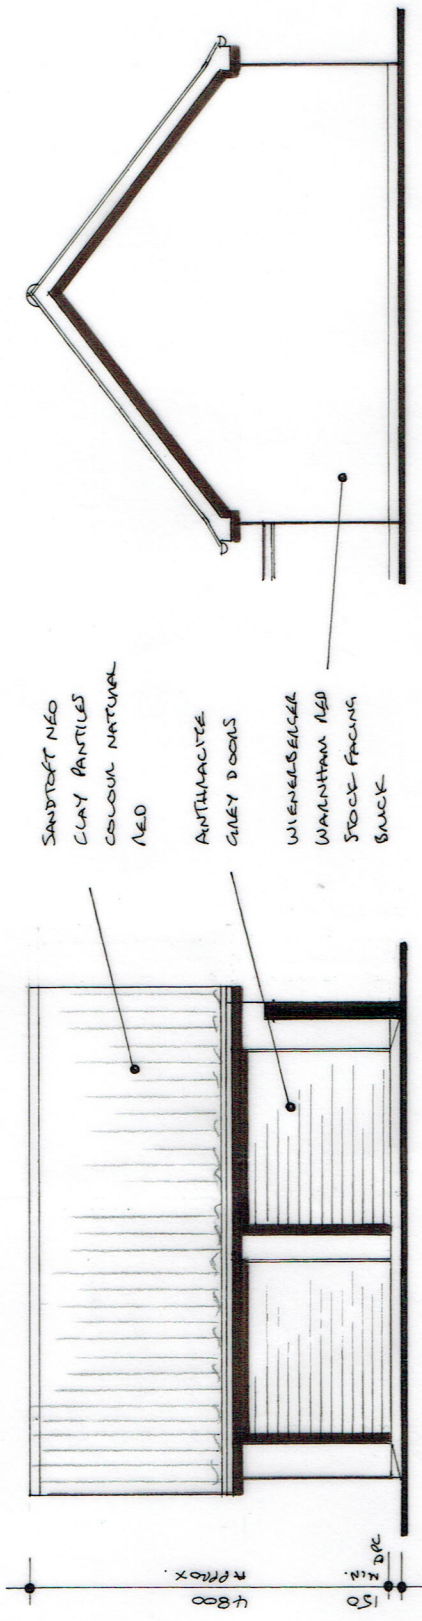 SANDTOFT NEO
CLAY PANTILES
COLOUR NATURAL
RED
ANTHRACITE
GREY DOORS
WIENERBERGER
WARNHAM RED
STOCK FACING
BRICK
4800
APPROX.
150
MIN.
DPC